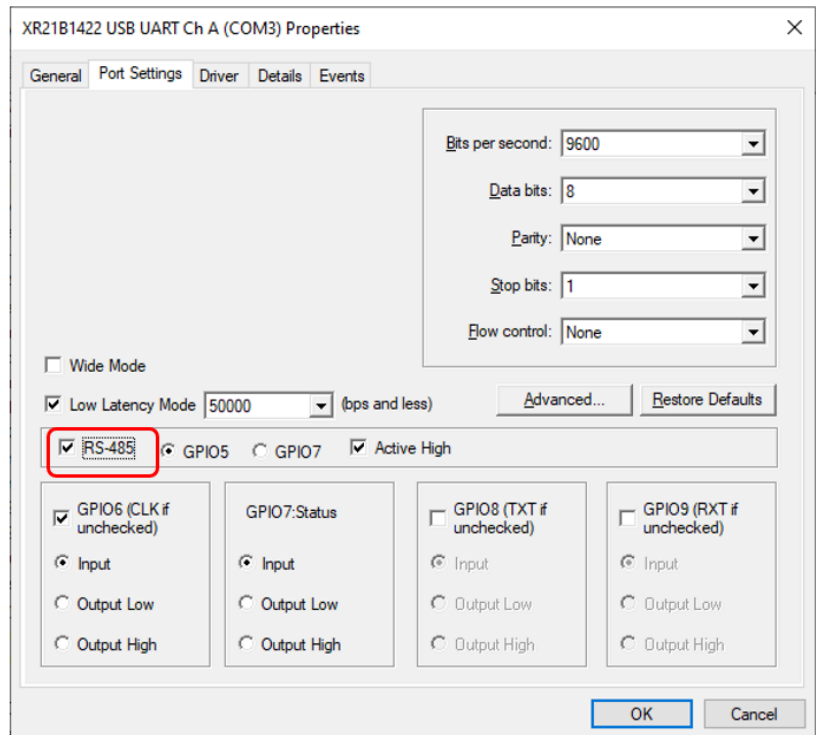 XR21B1422 USB UART Ch A (COM3) Properties
General Port Settings Driver Details Events
Bits per second: 9600
Data bits: 8
Parity: None
Stop bits: 1
Flow control: None
Wide Mode
Low Latency Mode 50000 (bps and less) Advanced... Restore Defaults
RS-485 GPIO5 GPIO7 Active High
GPIO6 (CLK if
unchecked)
Input
Output Low
Output High
GPIO7:Status
Input
Output Low
Output High
GPIO8 (TXT if
unchecked)
Input
Output Low
Output High
GPIO9 (RXT if
unchecked)
Input
Output Low
Output High
OK Cancel